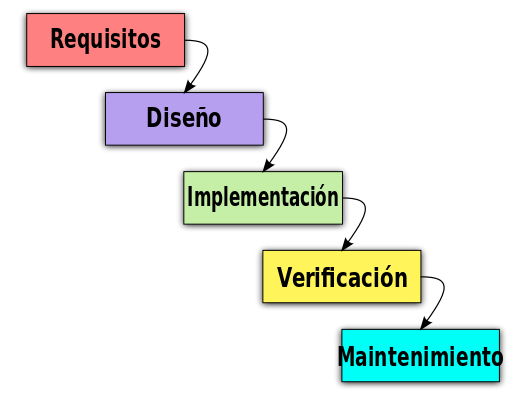 Requisitos
Diseño
Implementación
Verificación
Maintenimiento